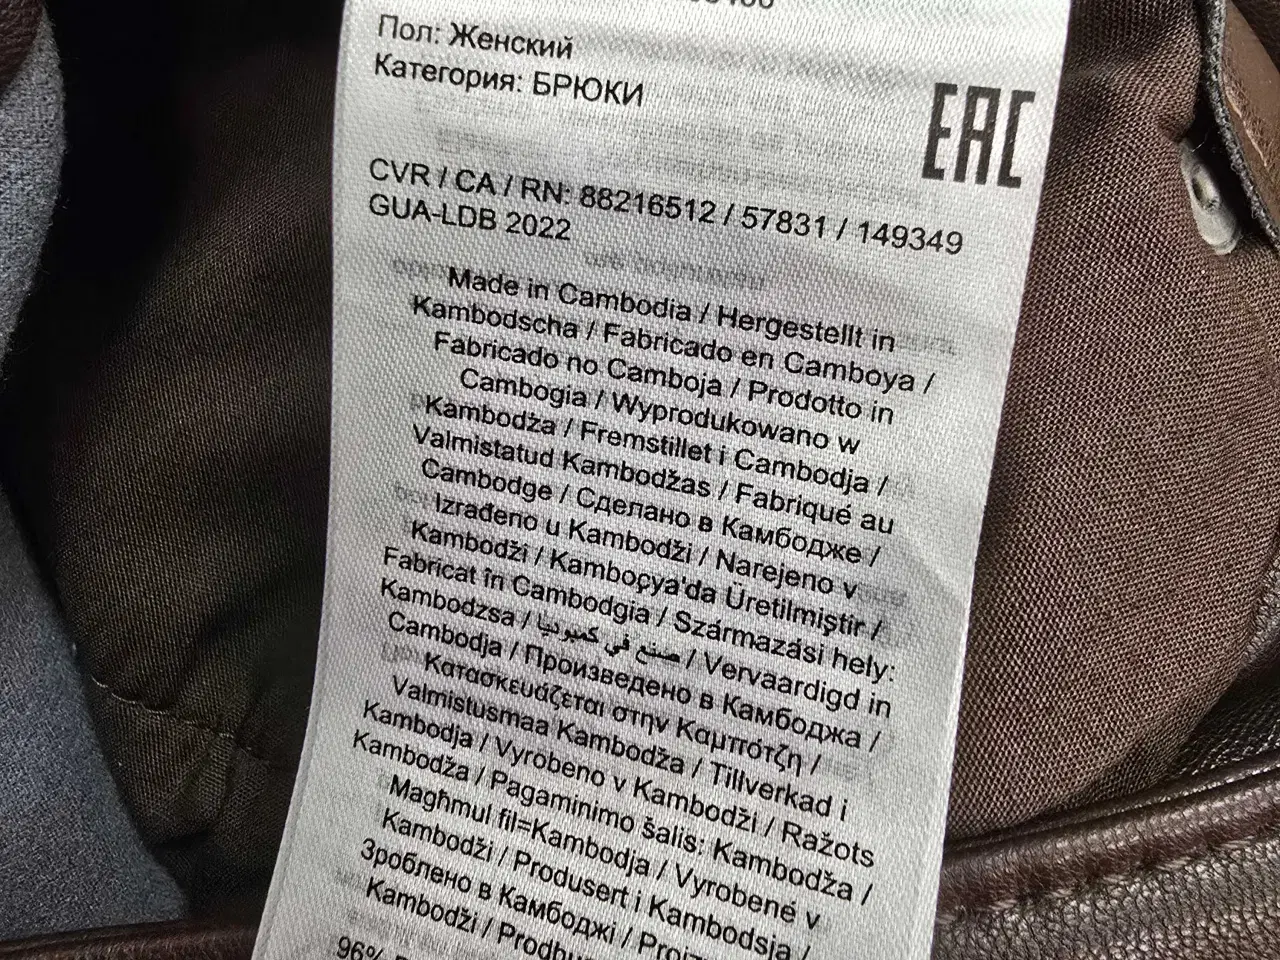 Пол: Женский
Категория: БРЮКИ
EAC
CVR / CA / RN: 88216512 / 57831 / 149349
GUA-LDB 2022
Made in Cambodia / Hergestellt in
Kambodscha / Fabricado en Camboya /
Fabricado no Camboja / Prodotto in
Cambogia / Wyprodukowano w
Kambodża / Fremstillet i Cambodja /
Valmistatud Kambodžas / Fabriqué au
Cambodge / Сделано в Камбодже /
Izrađeno u Kambodži / Narejeno v
Kambodži / Kamboçya'da Üretilmiştir /
Fabricat în Cambodgia / Származási hely:
Kambodzsa / صنع في كمبوديا / Vervaardigd in
Cambodja / Произведено в Камбоджа /
Κατασκευάζεται στην Καμπότζη /
Valmistusmaa Kambodža / Tillverkad i
Kambodja / Vyrobeno v Kambodži / Ražots
Kambodža / Pagaminimo šalis: Kambodža /
Magħmul fil=Kambodja / Vyrobené v
Kambodži / Produsert i Kambodsja /
Зроблено в Камбоджі /
Kambodži /
96%